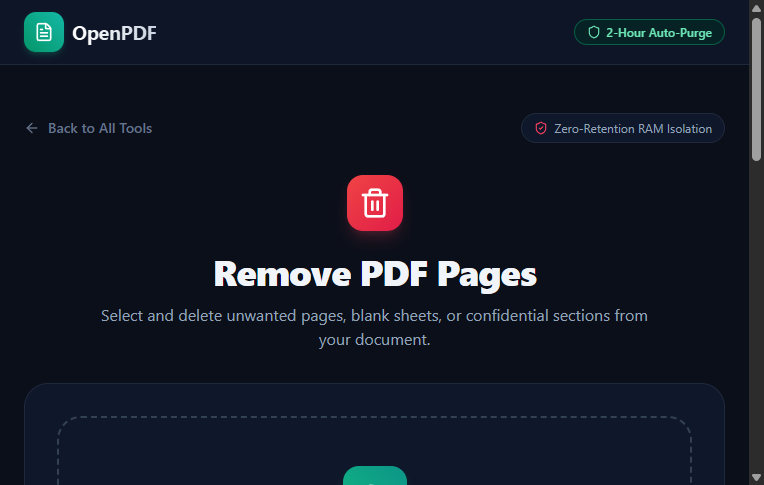 OpenPDF
2-Hour Auto-Purge
Back to All Tools
Zero-Retention RAM Isolation
Remove PDF Pages
Select and delete unwanted pages, blank sheets, or confidential sections from
your document.